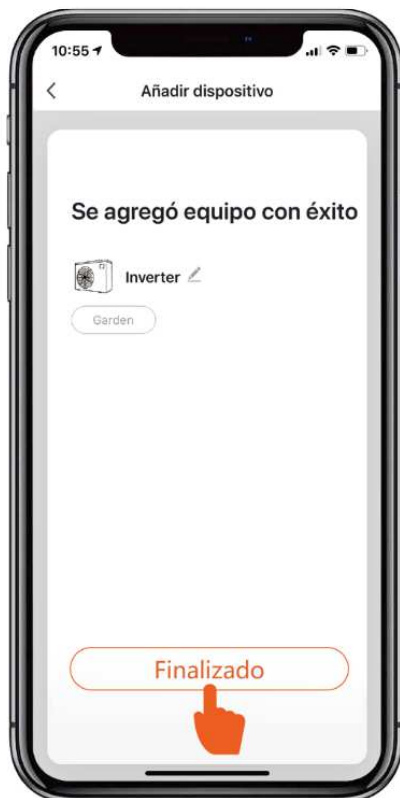 10:55
Añadir dispositivo
Se agregó equipo con éxito
Inverter
Garden
Finalizado